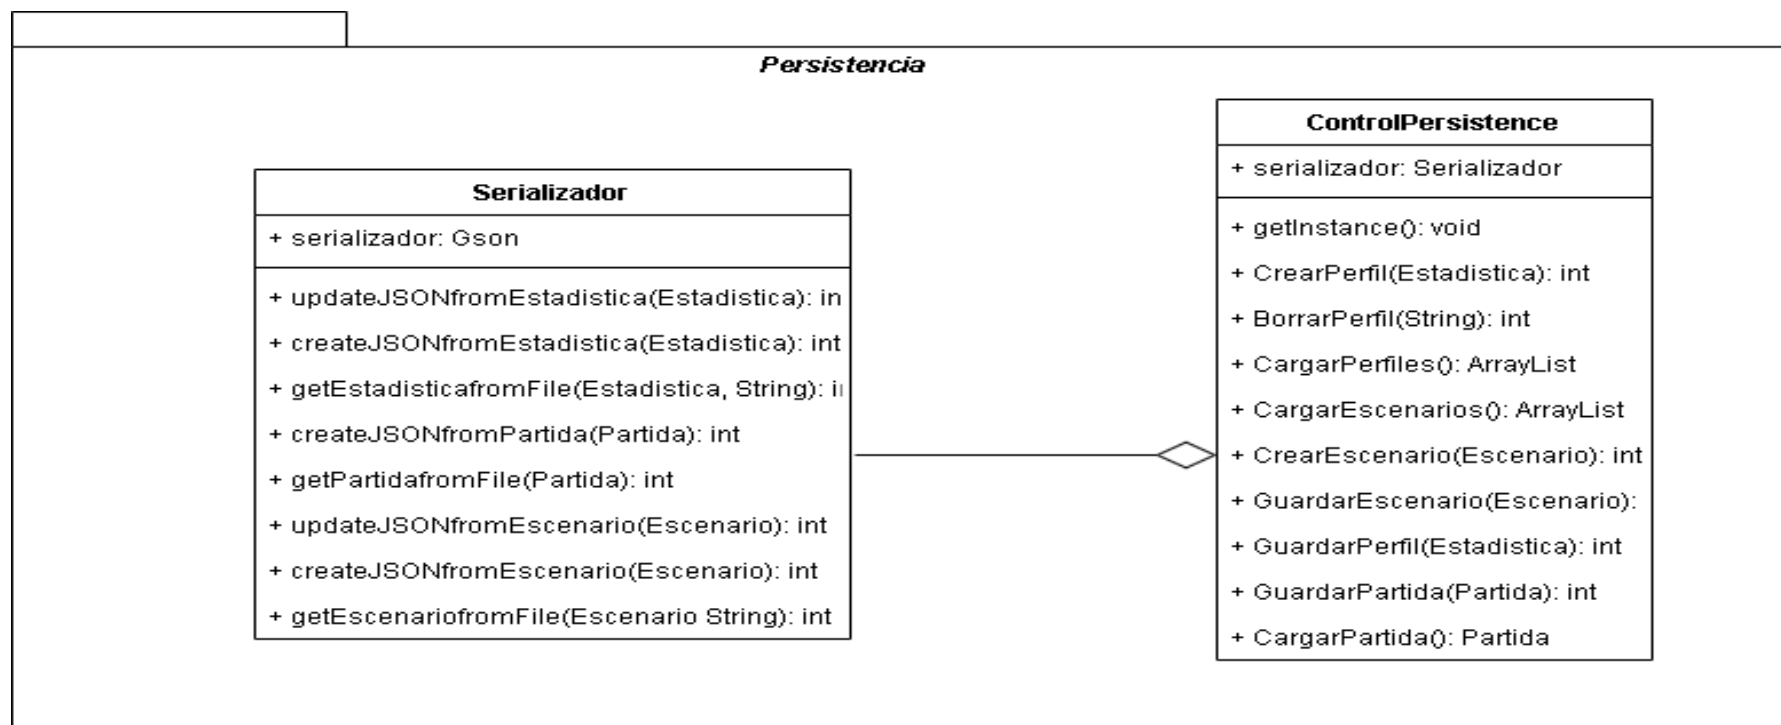 Persistencia
Serializador
+ serializador: Gson
+ updateJSONfromEstadistica(Estadistica): in
+ createJSONfromEstadistica(Estadistica): int
+ getEstadisticafromFile(Estadistica, String): i
+ createJSONfromPartida(Partida): int
+ getPartidafromFile(Partida): int
+ updateJSONfromEscenario(Escenario): int
+ createJSONfromEscenario(Escenario): int
+ getEscenariofromFile(Escenario String): int
ControlPersistence
+ serializador: Serializador
+ getInstance(): void
+ CrearPerfil(Estadistica): int
+ BorrarPerfil(String): int
+ CargarPerfiles(): ArrayList
+ CargarEscenarios(): ArrayList
+ CrearEscenario(Escenario): int
+ GuardarEscenario(Escenario):
+ GuardarPerfil(Estadistica): int
+ GuardarPartida(Partida): int
+ CargarPartida(): Partida